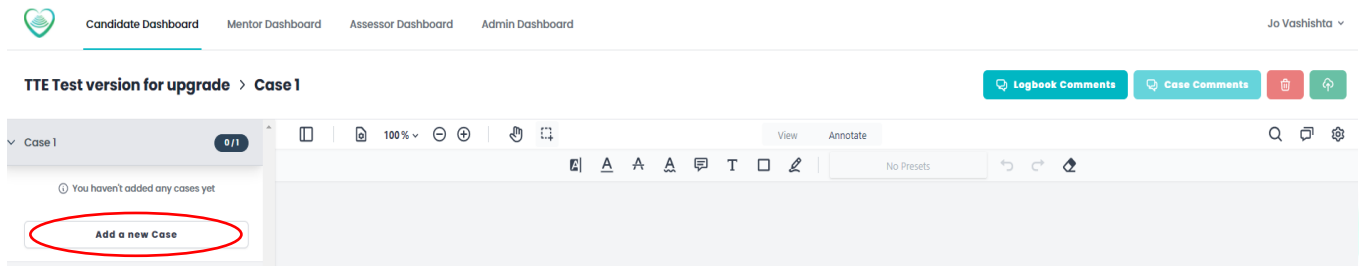 Candidate Dashboard Mentor Dashboard Assessor Dashboard Admin Dashboard Jo Vashishta
TTE Test version for upgrade > Case 1 Logbook Comments Case Comments
Case 1 0/1 100% View Annotate
A A A A T No Presets
You haven't added any cases yet
Add a new Case